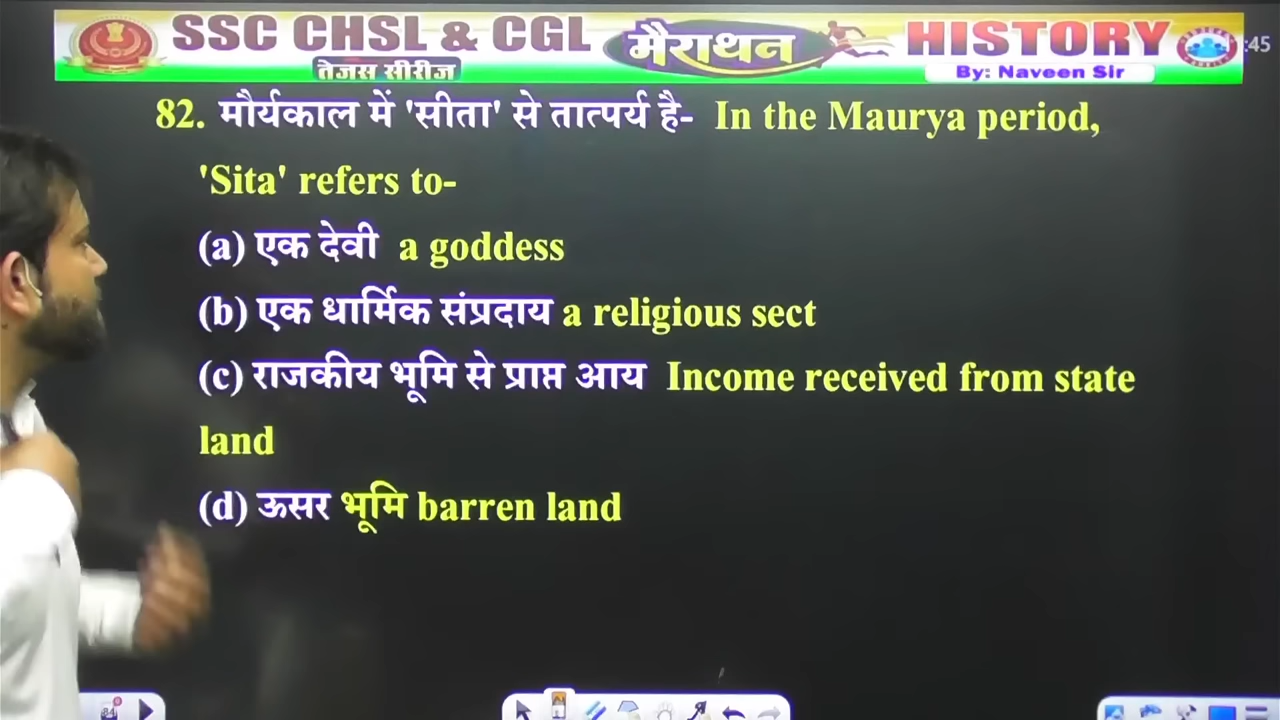 SSC CHSL & CGL मैराथन HISTORY :45
तेजस सीरीज By: Naveen Sir
82. मौर्यकाल में 'सीता' से तात्पर्य है- In the Maurya period,
'Sita' refers to-
(a) एक देवी a goddess
(b) एक धार्मिक संप्रदाय a religious sect
(c) राजकीय भूमि से प्राप्त आय Income received from state
land
(d) ऊसर भूमि barren land